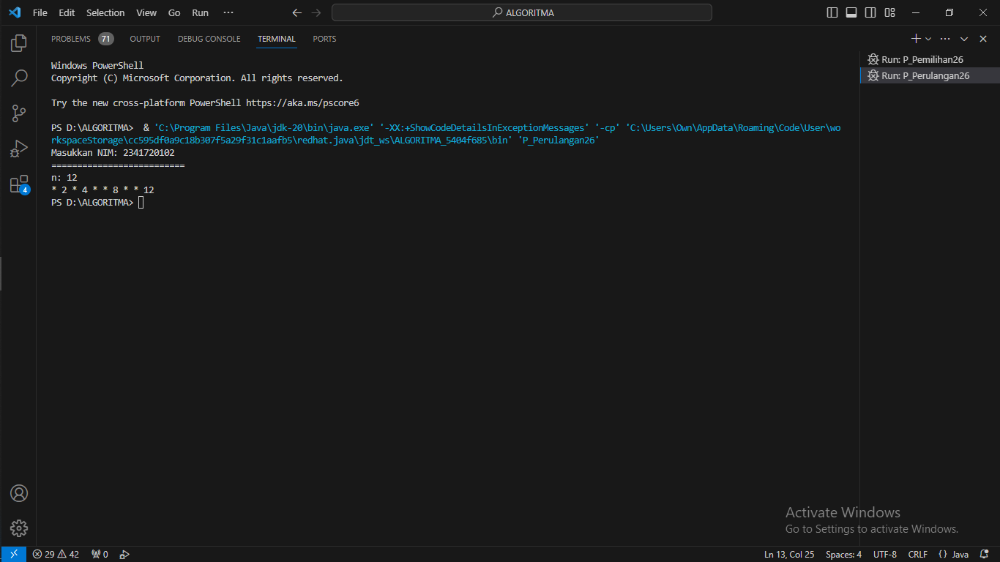 File Edit Selection View Go Run ··· ALGORITMA
PROBLEMS 71 OUTPUT DEBUG CONSOLE TERMINAL PORTS
Windows PowerShell
Copyright (C) Microsoft Corporation. All rights reserved.
Try the new cross-platform PowerShell https://aka.ms/pscore6
PS D:\ALGORITMA>  & 'C:\Program Files\Java\jdk-20\bin\java.exe' '-XX:+ShowCodeDetailsInExceptionMessages' '-cp' 'C:\Users\Own\AppData\Roaming\Code\User\wo
rkspaceStorage\cc595df0a9c18b307f5a29f31c1aafb5\redhat.java\jdt_ws\ALGORITMA_5404f685\bin' 'P_Perulangan26'
Masukkan NIM: 2341720102
==========================
n: 12
* 2 * 4 * * 8 * * 12
PS D:\ALGORITMA>
Run: P_Pemilihan26
Run: P_Perulangan26
4
Activate Windows
Go to Settings to activate Windows.
29 42 0 Ln 13, Col 25 Spaces: 4 UTF-8 CRLF {} Java